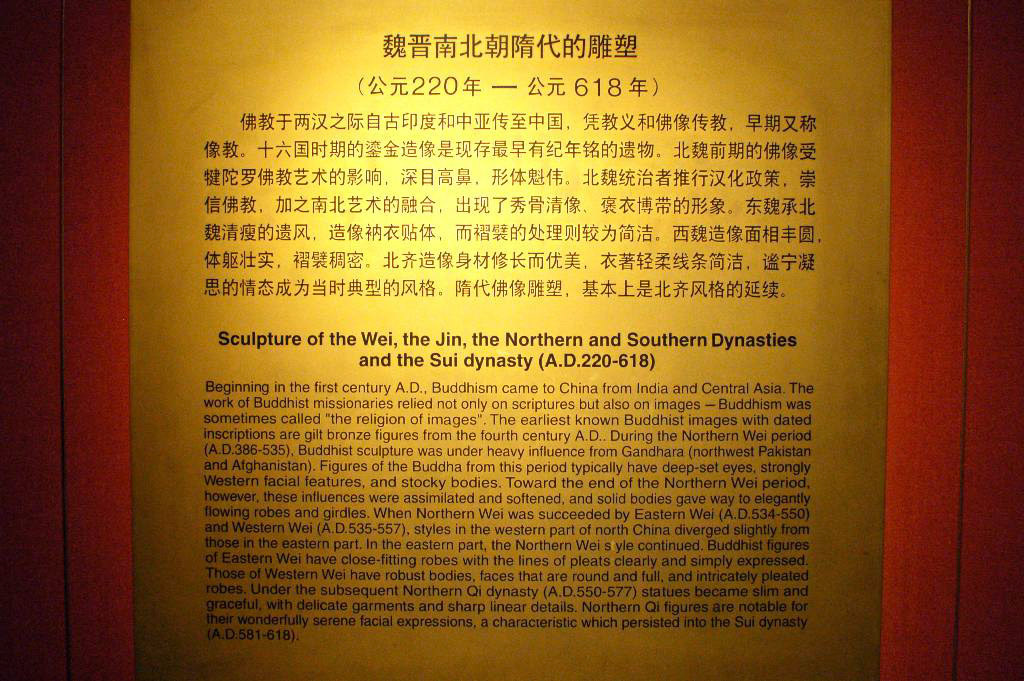 魏晋南北朝隋代的雕塑
（公元220年 — 公元 618 年）
佛教于两汉之际自古印度和中亚传至中国，凭教义和佛像传教，早期又称
像教。十六国时期的鎏金造像是现存最早有纪年铭的遗物。北魏前期的佛像受
犍陀罗佛教艺术的影响，深目高鼻，形体魁伟。北魏统治者推行汉化政策，崇
信佛教，加之南北艺术的融合，出现了秀骨清像、褒衣博带的形象。东魏承北
魏清瘦的遗风，造像衲衣贴体，而褶襞的处理则较为简洁。西魏造像面相丰圆，
体躯壮实，褶襞稠密。北齐造像身材修长而优美，衣著轻柔线条简洁，谧宁凝
思的情态成为当时典型的风格。隋代佛像雕塑，基本上是北齐风格的延续。
Sculpture of the Wei, the Jin, the Northern and Southern Dynasties
and the Sui dynasty (A.D.220-618)
Beginning in the first century A.D., Buddhism came to China from India and Central Asia. The
work of Buddhist missionaries relied not only on scriptures but also on images — Buddhism was
sometimes called "the religion of images". The earliest known Buddhist images with dated
inscriptions are gilt bronze figures from the fourth century A.D.. During the Northern Wei period
(A.D.386-535), Buddhist sculpture was under heavy influence from Gandhara (northwest Pakistan
and Afghanistan). Figures of the Buddha from this period typically have deep-set eyes, strongly
Western facial features, and stocky bodies. Toward the end of the Northern Wei period,
however, these influences were assimilated and softened, and solid bodies gave way to elegantly
flowing robes and girdles. When Northern Wei was succeeded by Eastern Wei (A.D.534-550)
and Western Wei (A.D.535-557), styles in the western part of north China diverged slightly from
those in the eastern part. In the eastern part, the Northern Wei s yle continued. Buddhist figures
of Eastern Wei have close-fitting robes with the lines of pleats clearly and simply expressed.
Those of Western Wei have robust bodies, faces that are round and full, and intricately pleated
robes. Under the subsequent Northern Qi dynasty (A.D.550-577) statues became slim and
graceful, with delicate garments and sharp linear details. Northern Qi figures are notable for
their wonderfully serene facial expressions, a characteristic which persisted into the Sui dynasty
(A.D.581-618).